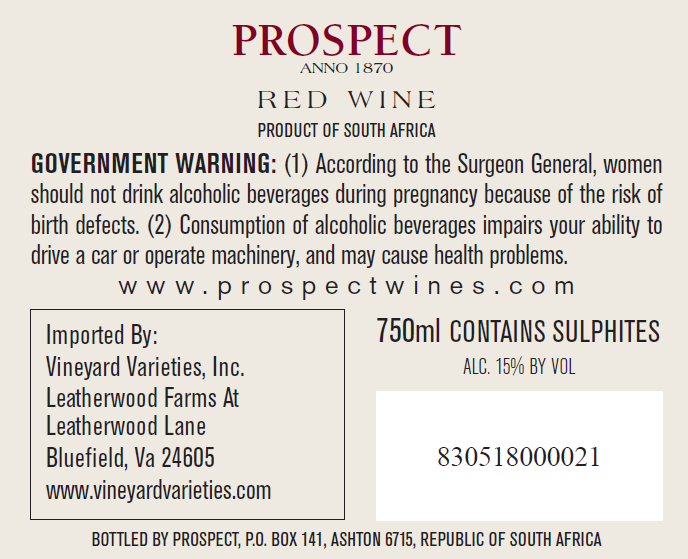 PROSPECT
ANNO 1870
RED WINE
PRODUCT OF SOUTH AFRICA
GOVERNMENT WARNING: (1) According to the Surgeon General, women
should not drink alcoholic beverages during pregnancy because of the risk of
birth defects. (2) Consumption of alcoholic beverages impairs your ability to
drive a car or operate machinery, and may cause health problems.
www.prospectwines.com
Imported By:
Vineyard Varieties, Inc.
Leatherwood Farms At
Leatherwood Lane
Bluefield, Va 24605
www.vineyardvarieties.com
750ml CONTAINS SULPHITES
ALC. 15% BY VOL
830518000021
BOTTLED BY PROSPECT, P.O. BOX 141, ASHTON 6715, REPUBLIC OF SOUTH AFRICA